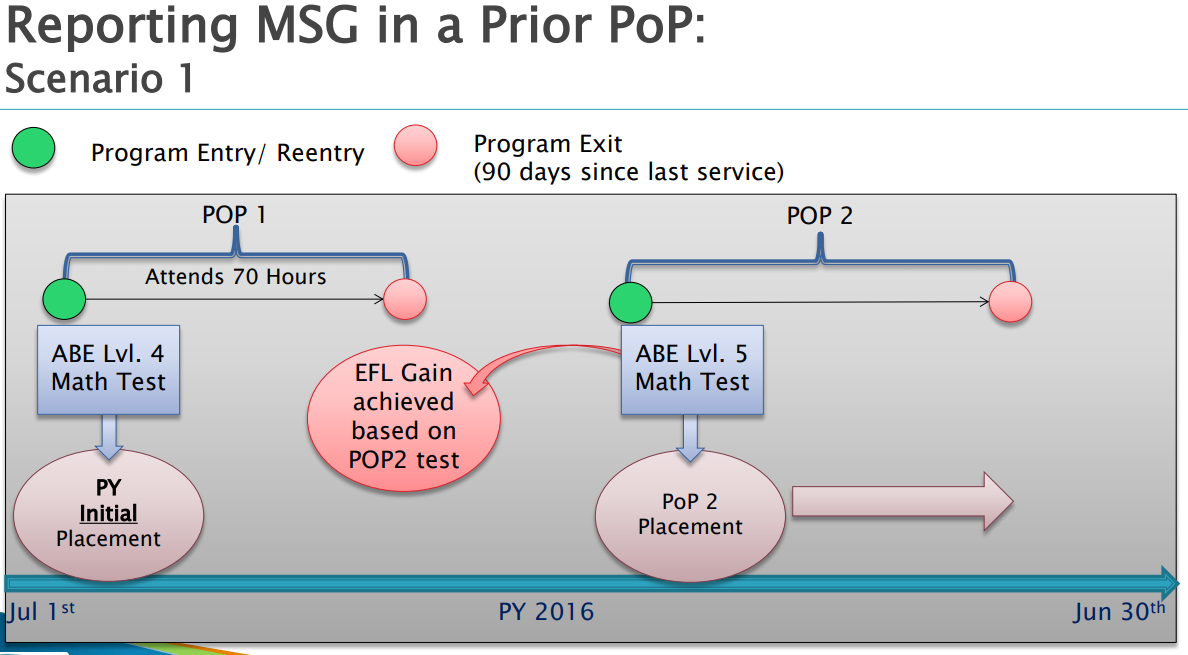 Reporting MSG in a Prior PoP:
Scenario 1
Program Entry/ Reentry
Program Exit
(90 days since last service)
POP 1
POP 2
Attends 70 Hours
ABE Lvl. 4
Math Test
EFL Gain
achieved
based on
POP2 test
ABE Lvl. 5
Math Test
PY
Initial
Placement
PoP 2
Placement
Jul 1st
PY 2016
Jun 30th